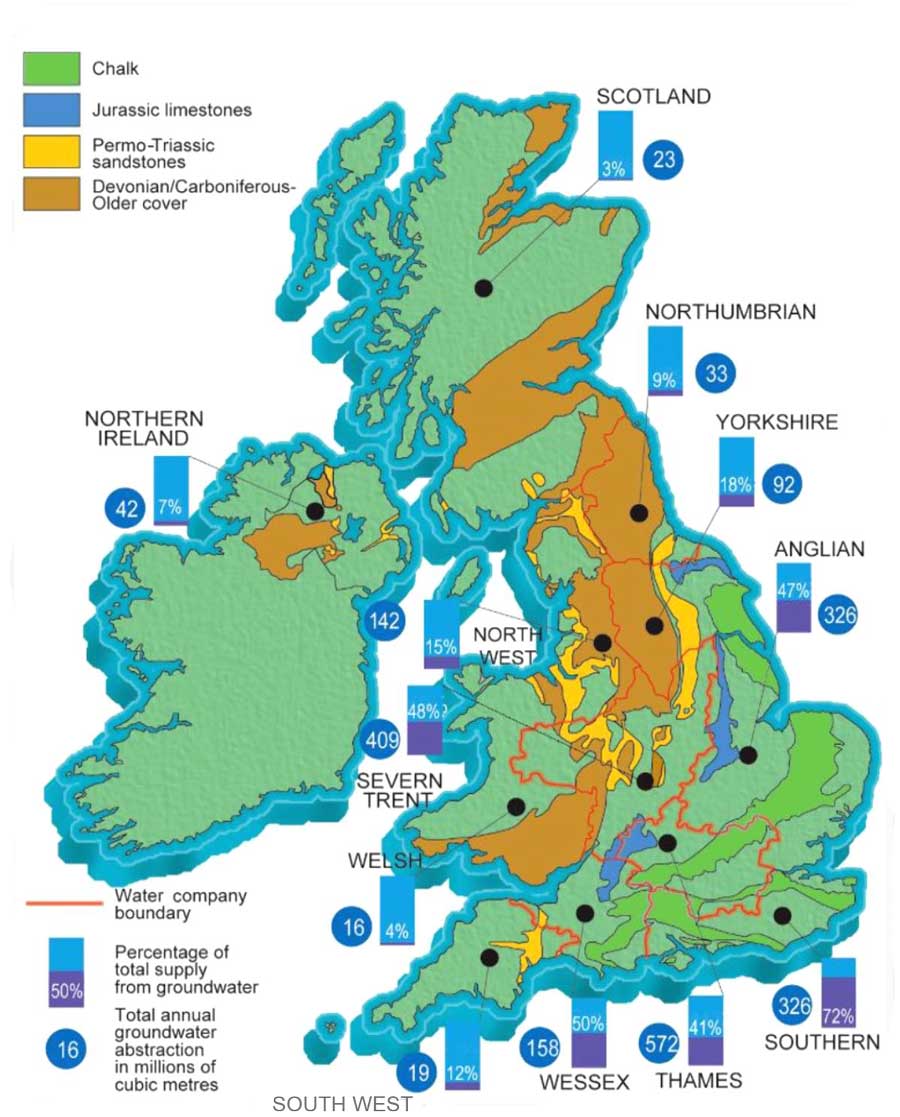 Chalk
Jurassic limestones
Permo-Triassic
sandstones
Devonian/Carboniferous-
Older cover
SCOTLAND
3%
23
NORTHUMBRIAN
9%
33
YORKSHIRE
18%
92
NORTHERN
IRELAND
7%
42
ANGLIAN
47%
326
142
15%
NORTH
WEST
48%
409
SEVERN
TRENT
WELSH
16
4%
Water company
boundary
Percentage of
total supply
from groundwater
50%
Total annual
groundwater
abstraction
in millions of
cubic metres
16
19
12%
SOUTH WEST
158
50%
WESSEX
572
41%
THAMES
326
72%
SOUTHERN